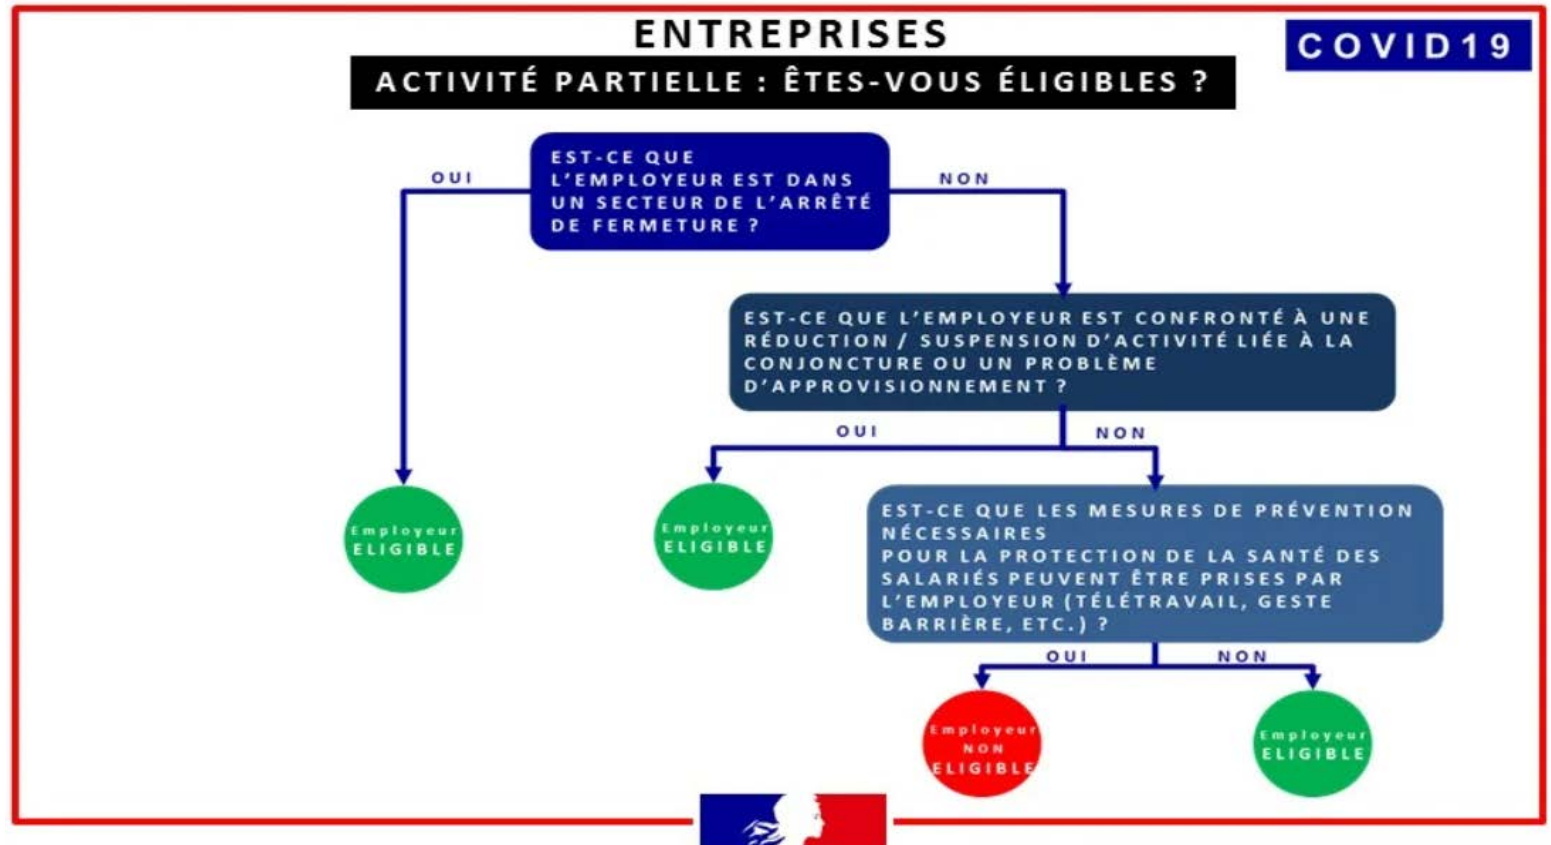 ENTREPRISES
COVID19
ACTIVITÉ PARTIELLE : ÊTES-VOUS ÉLIGIBLES ?
EST-CE QUE
L'EMPLOYEUR EST DANS
UN SECTEUR DE L'ARRÊTÉ
DE FERMETURE ?
OUI
NON
EST-CE QUE L'EMPLOYEUR EST CONFRONTÉ À UNE
RÉDUCTION / SUSPENSION D'ACTIVITÉ LIÉE À LA
CONJONCTURE OU UN PROBLÈME
D'APPROVISIONNEMENT ?
OUI
NON
Employeur
ELIGIBLE
Employeur
ELIGIBLE
EST-CE QUE LES MESURES DE PRÉVENTION
NÉCESSAIRES
POUR LA PROTECTION DE LA SANTÉ DES
SALARIÉS PEUVENT ÊTRE PRISES PAR
L'EMPLOYEUR (TÉLÉTRAVAIL, GESTE
BARRIÈRE, ETC.) ?
OUI
NON
Employeur
NON
ELIGIBLE
Employeur
ELIGIBLE